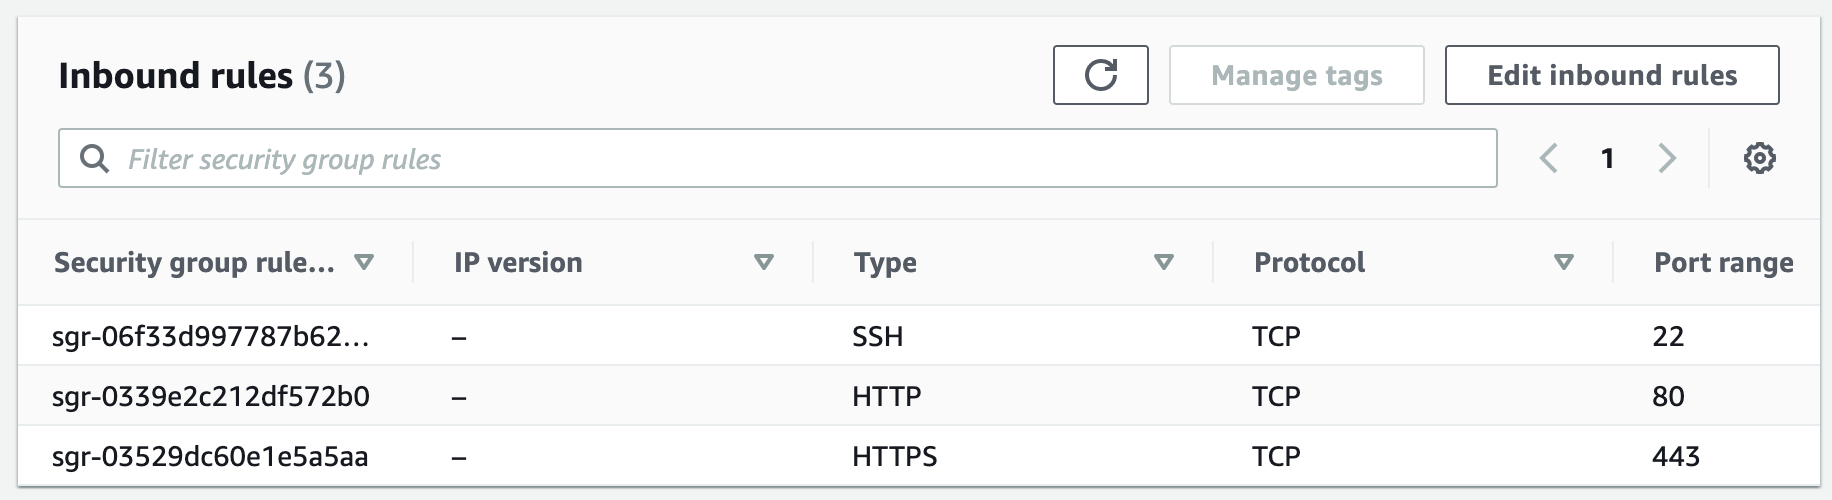 Inbound rules (3)
Manage tags
Edit inbound rules
Filter security group rules
1
Security group rule... IP version Type Protocol Port range
sgr-06f33d997787b62... – SSH TCP 22
sgr-0339e2c212df572b0 – HTTP TCP 80
sgr-03529dc60e1e5a5aa – HTTPS TCP 443